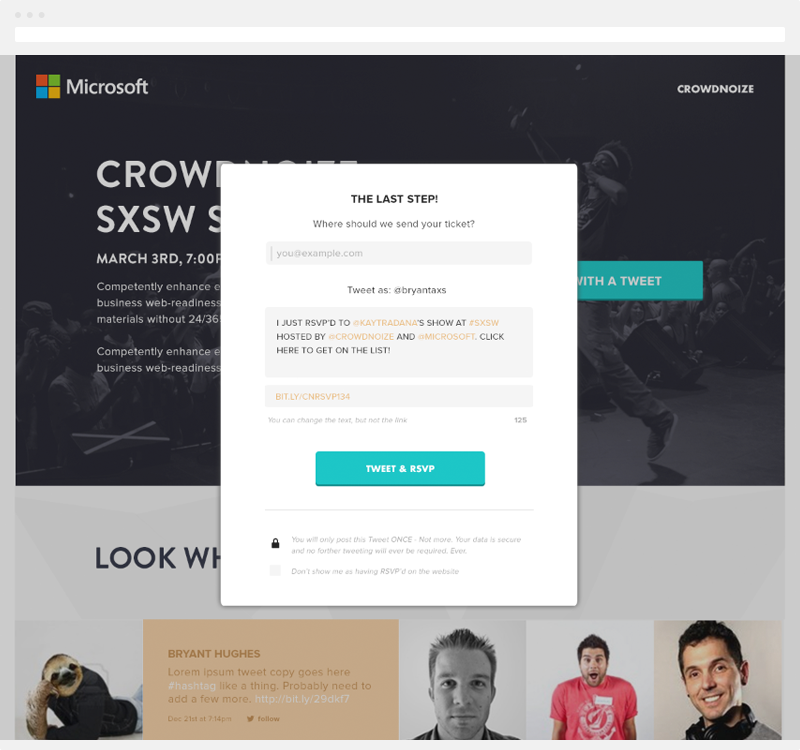 Microsoft
CROWDNOIZE
CROWDNOIZE
SXSW S
MARCH 3RD, 7:00P
Competently enhance e
business web-readiness
materials without 24/365
Competently enhance e
business web-readiness
WITH A TWEET
THE LAST STEP!
Where should we send your ticket?
you@example.com
Tweet as: @bryantaxs
I JUST RSVP'D TO @KAYTRADANA'S SHOW AT #SXSW
HOSTED BY @CROWDNOIZE AND @MICROSOFT. CLICK
HERE TO GET ON THE LIST!
BIT.LY/CNRSVP134
You can change the text, but not the link
125
TWEET & RSVP
You will only post this Tweet ONCE - Not more. Your data is secure
and no forther tweeting will ever be required. Ever.
Don't show me as having RSVP'd on the website
LOOK WH
BRYANT HUGHES
Lorem ipsum tweet copy goes here
#hashtag like a thing. Probably need to
add a few more. http://bit.ly/29dkf7
Dec 21st at 7:14pm
follow